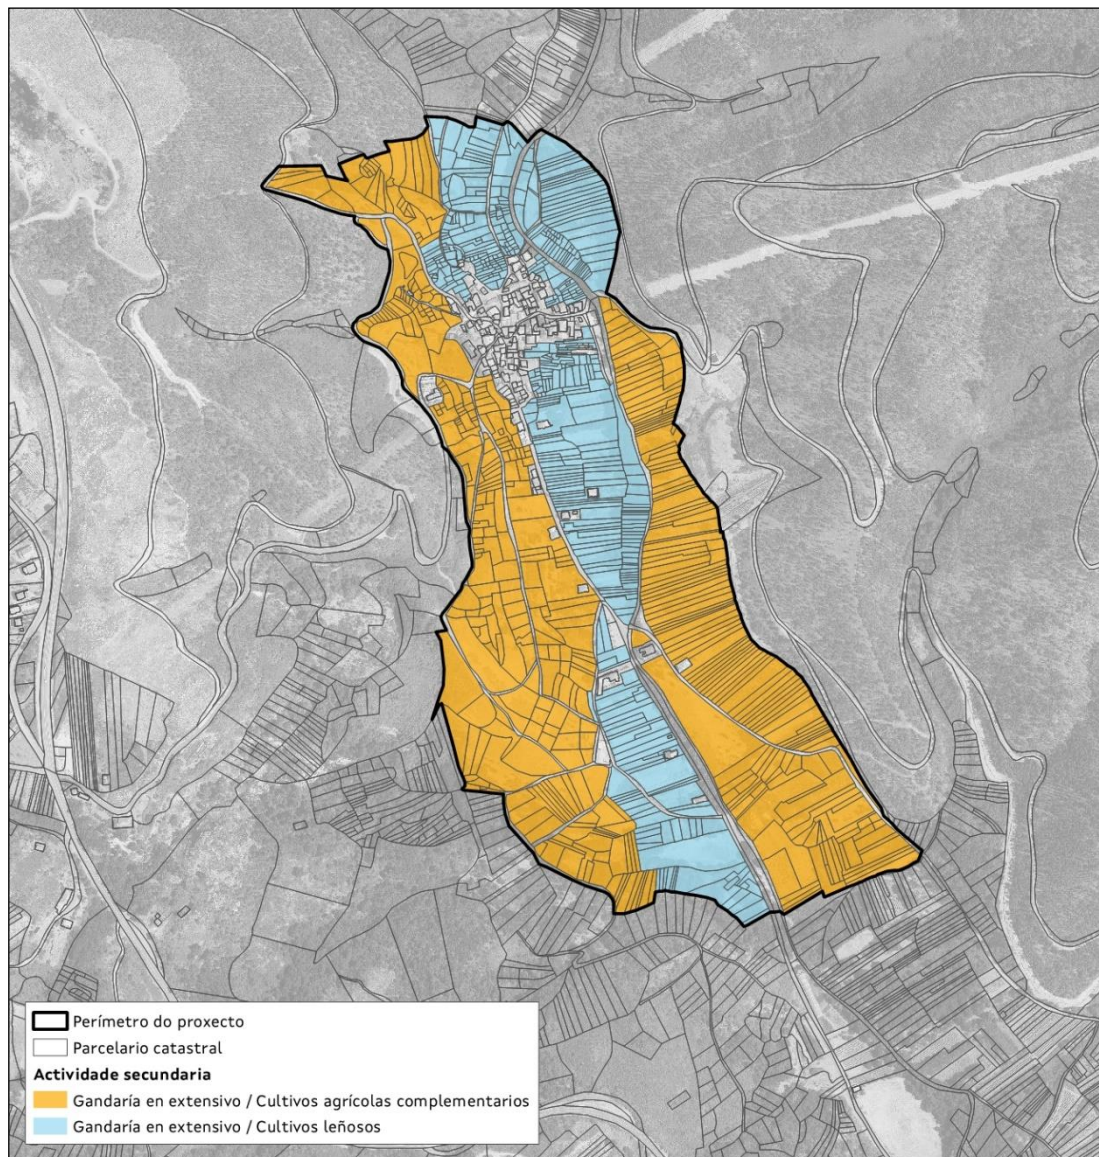 Perímetro do proxecto
Parcelario catastral
Actividade secundaria
Gandaría en extensivo / Cultivos agrícolas complementarios
Gandaría en extensivo / Cultivos leñosos